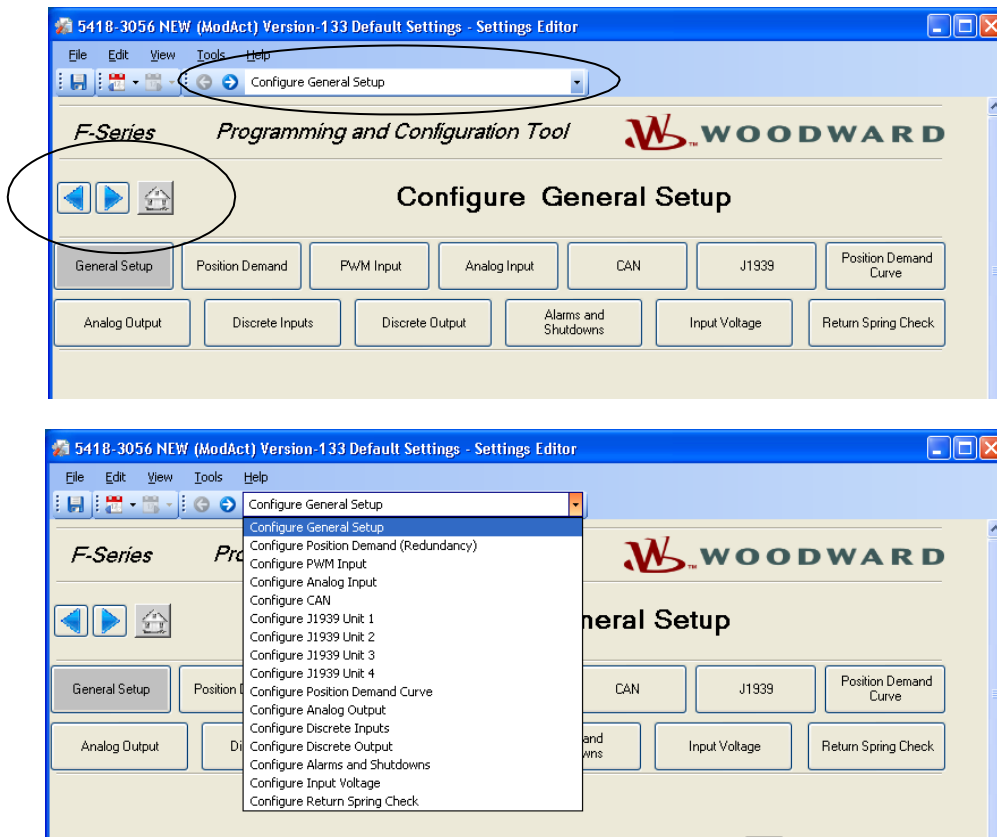 5418-3056 NEW (ModAct) Version-133 Default Settings - Settings Editor
File Edit View Tools Help
Configure General Setup
F-Series Programming and Configuration Tool WOODWARD
Configure General Setup
General Setup Position Demand PWM Input Analog Input CAN J1939 Position Demand Curve
Analog Output Discrete Inputs Discrete Output Alarms and Shutdowns Input Voltage Return Spring Check
5418-3056 NEW (ModAct) Version-133 Default Settings - Settings Editor
File Edit View Tools Help
Configure General Setup
Configure General Setup
Configure Position Demand (Redundancy)
Configure PWM Input
Configure Analog Input
Configure CAN
Configure J1939 Unit 1
Configure J1939 Unit 2
Configure J1939 Unit 3
Configure J1939 Unit 4
Configure Position Demand Curve
Configure Analog Output
Configure Discrete Inputs
Configure Discrete Output
Configure Alarms and Shutdowns
Configure Input Voltage
Configure Return Spring Check
F-Series Pro WOODWARD
neral Setup
General Setup Position CAN J1939 Position Demand Curve
Analog Output Di and wns Input Voltage Return Spring Check